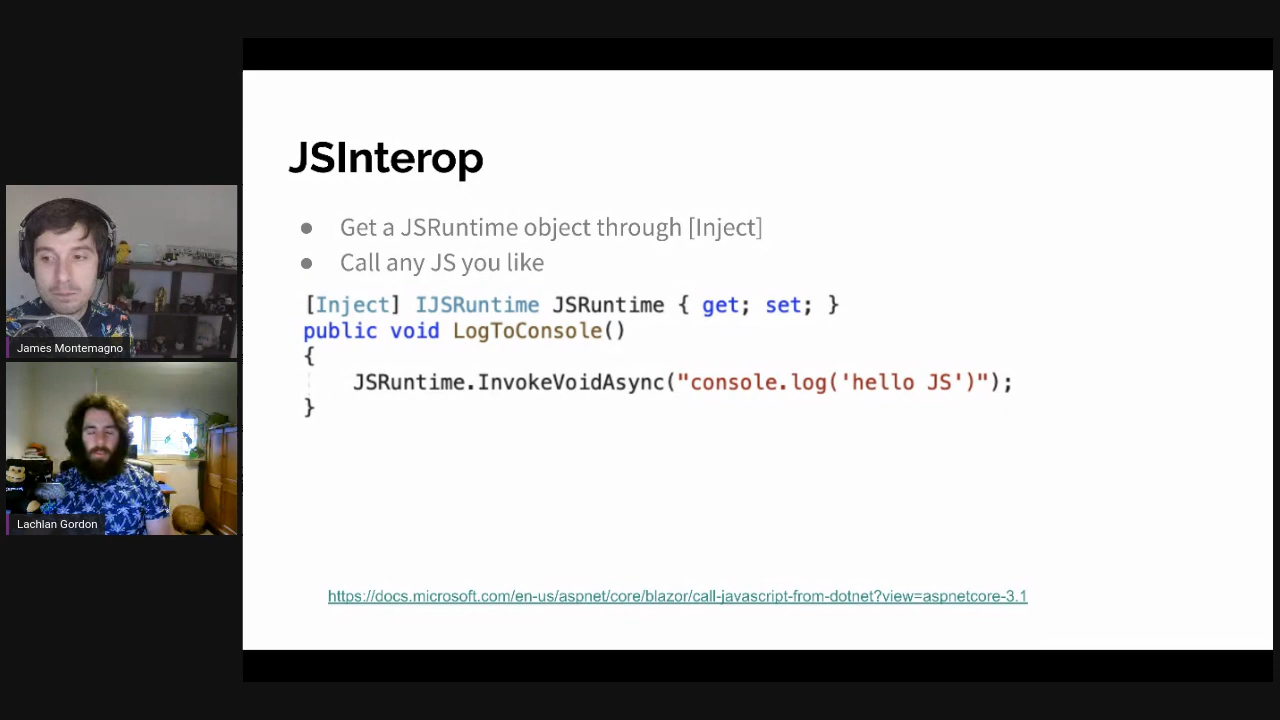 JSInterop
● Get a JSRuntime object through [Inject]
● Call any JS you like
[Inject] IJSRuntime JSRuntime { get; set; }
public void LogToConsole()
{
    JSRuntime.InvokeVoidAsync("console.log('hello JS')");
}
https://docs.microsoft.com/en-us/aspnet/core/blazor/call-javascript-from-dotnet?view=aspnetcore-3.1
James Montemagno
Lachlan Gordon